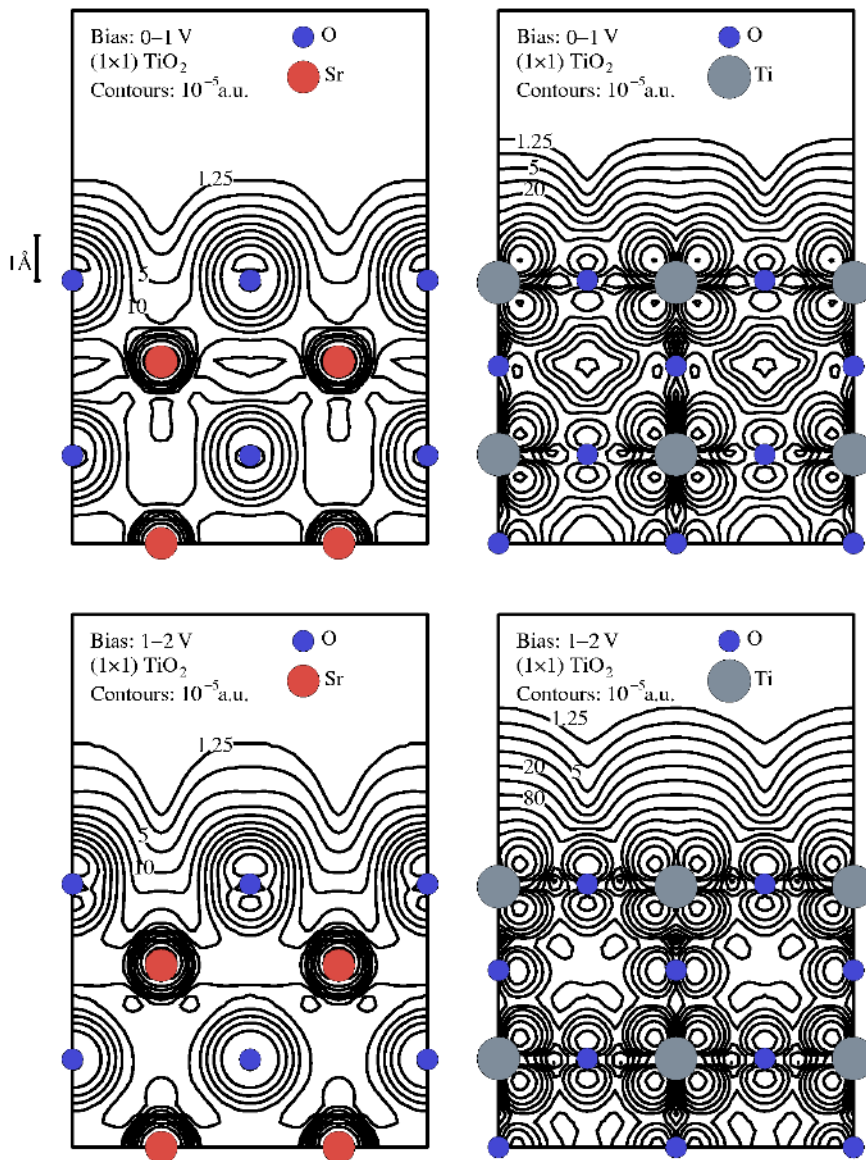 Bias: 0–1 V
O
(1×1) TiO₂
Sr
Contours: 10⁻⁵a.u.
1.25
1Å
5
10
Bias: 0–1 V
O
(1×1) TiO₂
Ti
Contours: 10⁻⁵a.u.
1.25
5
20
Bias: 1–2 V
O
(1×1) TiO₂
Sr
Contours: 10⁻⁵a.u.
1.25
5
10
Bias: 1–2 V
O
(1×1) TiO₂
Ti
Contours: 10⁻⁵a.u.
1.25
20
5
80